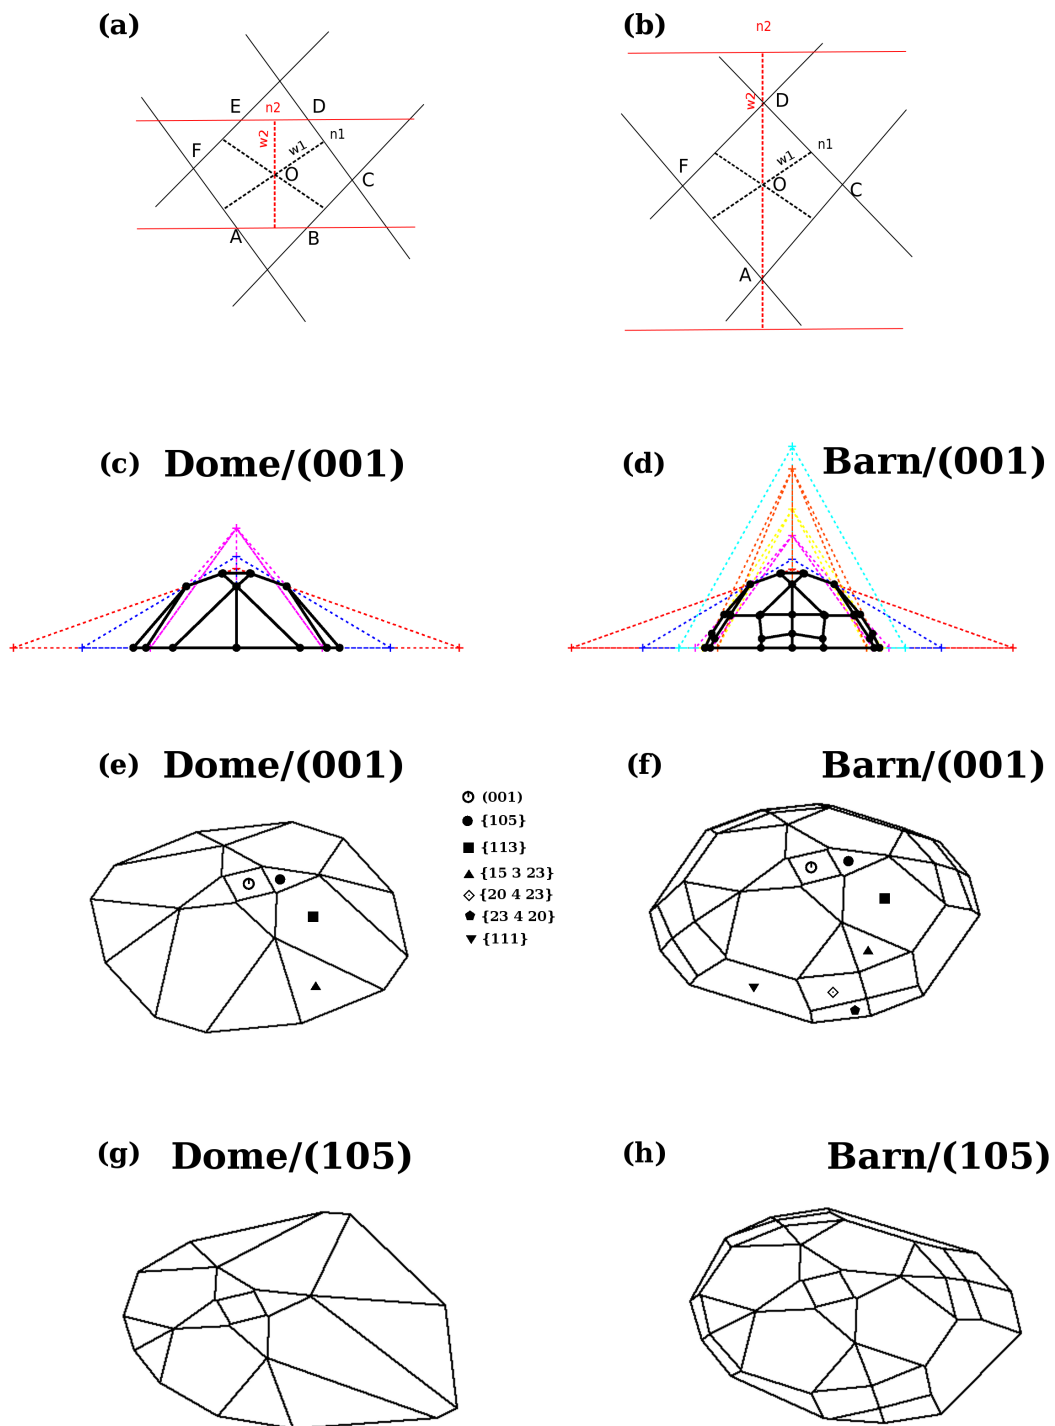 (a)
(b)
n2
E
n2
D
w2
n1
w1
F
O
C
A
B
n2
w2
D
n1
w1
F
O
C
A
(c) Dome/(001)
(d) Barn/(001)
(e) Dome/(001)
(f) Barn/(001)
(001)
{105}
{113}
{15 3 23}
{20 4 23}
{23 4 20}
{111}
(g) Dome/(105)
(h) Barn/(105)